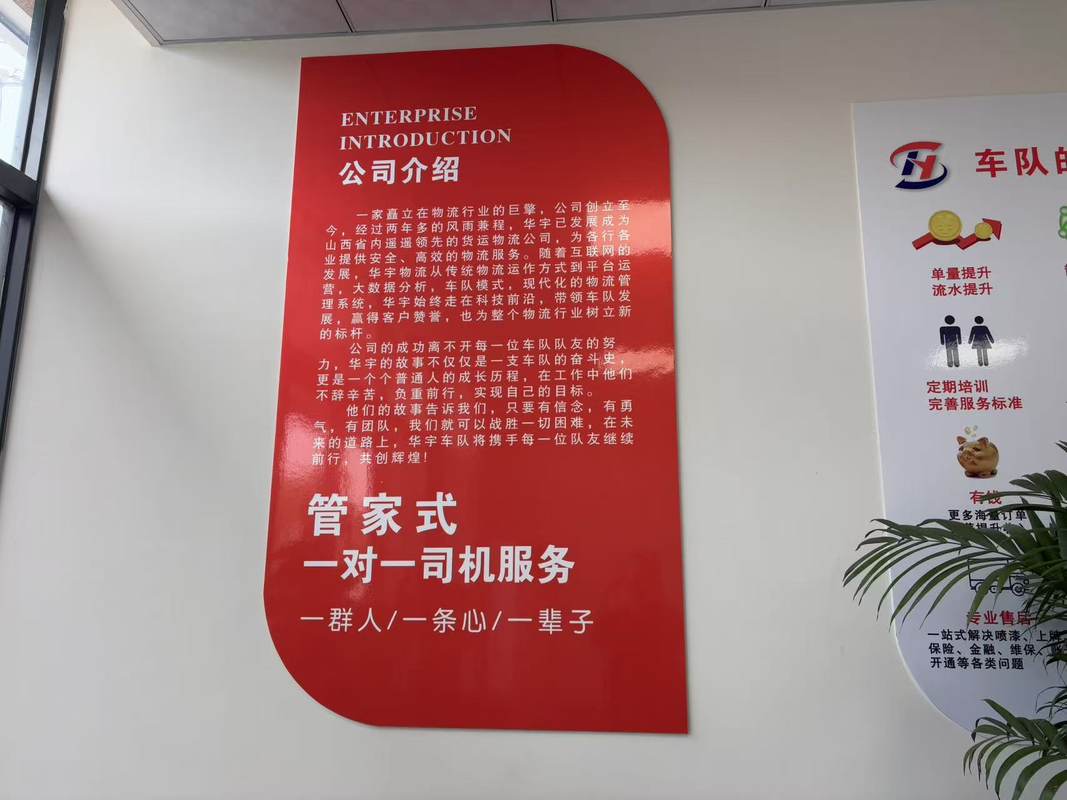 ENTERPRISE
INTRODUCTION
公司介绍
一家矗立在物流行业的巨擎，公司创立至
今，经过两年多的风雨兼程，华宇已发展成为
山西省内遥遥领先的货运物流公司，为各行各
业提供安全、高效的物流服务。随着互联网的
发展，华宇物流从传统物流运作方式到平台运
营，大数据分析，车队模式，现代化的物流管
理系统，华宇始终走在科技前沿，带领车队发
展，赢得客户赞誉，也为整个物流行业树立新
的标杆。
公司的成功离不开每一位车队队友的努
力，华宇的故事不仅仅是一支车队的奋斗史，
更是一个个普通人的成长历程，在工作中他们
不辞辛苦，负重前行，实现自己的目标。
他们的故事告诉我们，只要有信念，有勇
气，有团队，我们就可以战胜一切困难，在未
来的道路上，华宇车队将携手每一位队友继续
前行，共创辉煌！
管家式
一对一司机服务
一群人/一条心/一辈子
车队的
单量提升
流水提升
定期培训
完善服务标准
有钱
更多海量订单
专业售后
一站式解决喷漆、上牌
保险、金融、维保、
开通等各类问题